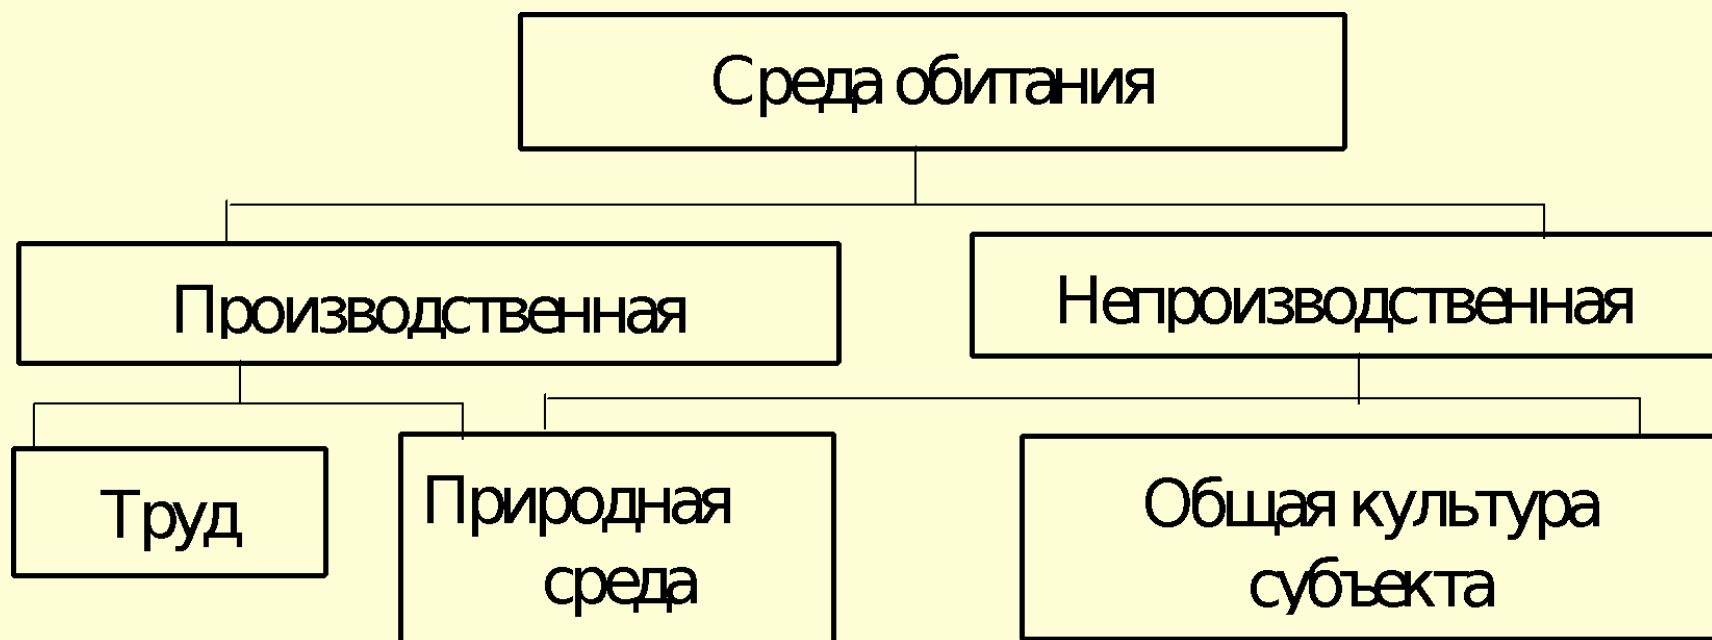 Среда обитания
Производственная
Непроизводственная
Труд
Природная
среда
Общая культура
субъекта